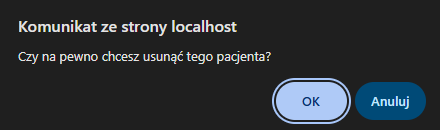 Komunikat ze strony localhost
Czy na pewno chcesz usunąć tego pacjenta?
OK
Anuluj